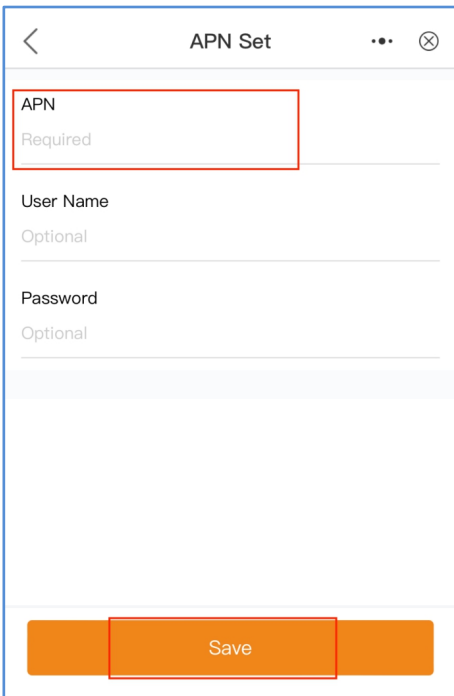 APN Set
APN
Required
User Name
Optional
Password
Optional
Save